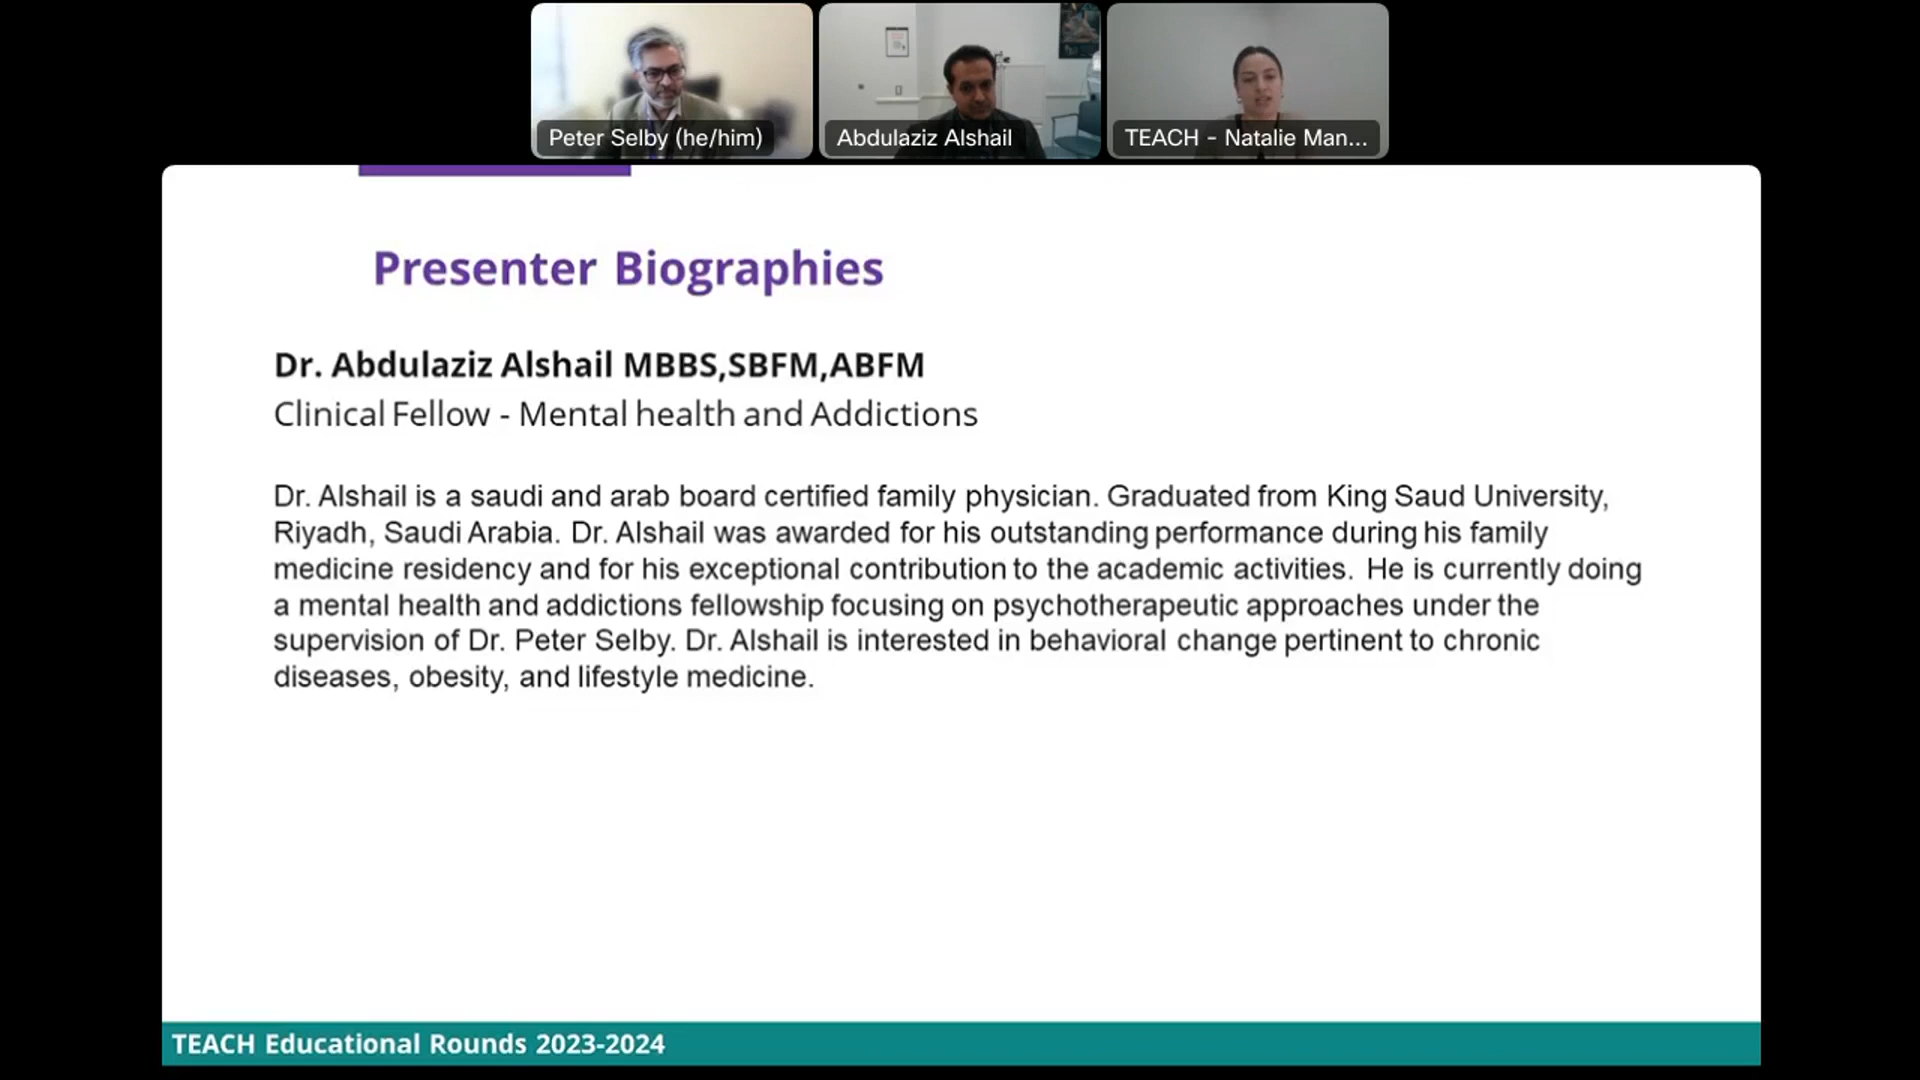 Peter Selby (he/him)
Abdulaziz Alshail
TEACH - Natalie Man...
Presenter Biographies
Dr. Abdulaziz Alshail MBBS,SBFM,ABFM
Clinical Fellow - Mental health and Addictions
Dr. Alshail is a saudi and arab board certified family physician. Graduated from King Saud University,
Riyadh, Saudi Arabia. Dr. Alshail was awarded for his outstanding performance during his family
medicine residency and for his exceptional contribution to the academic activities. He is currently doing
a mental health and addictions fellowship focusing on psychotherapeutic approaches under the
supervision of Dr. Peter Selby. Dr. Alshail is interested in behavioral change pertinent to chronic
diseases, obesity, and lifestyle medicine.
TEACH Educational Rounds 2023-2024